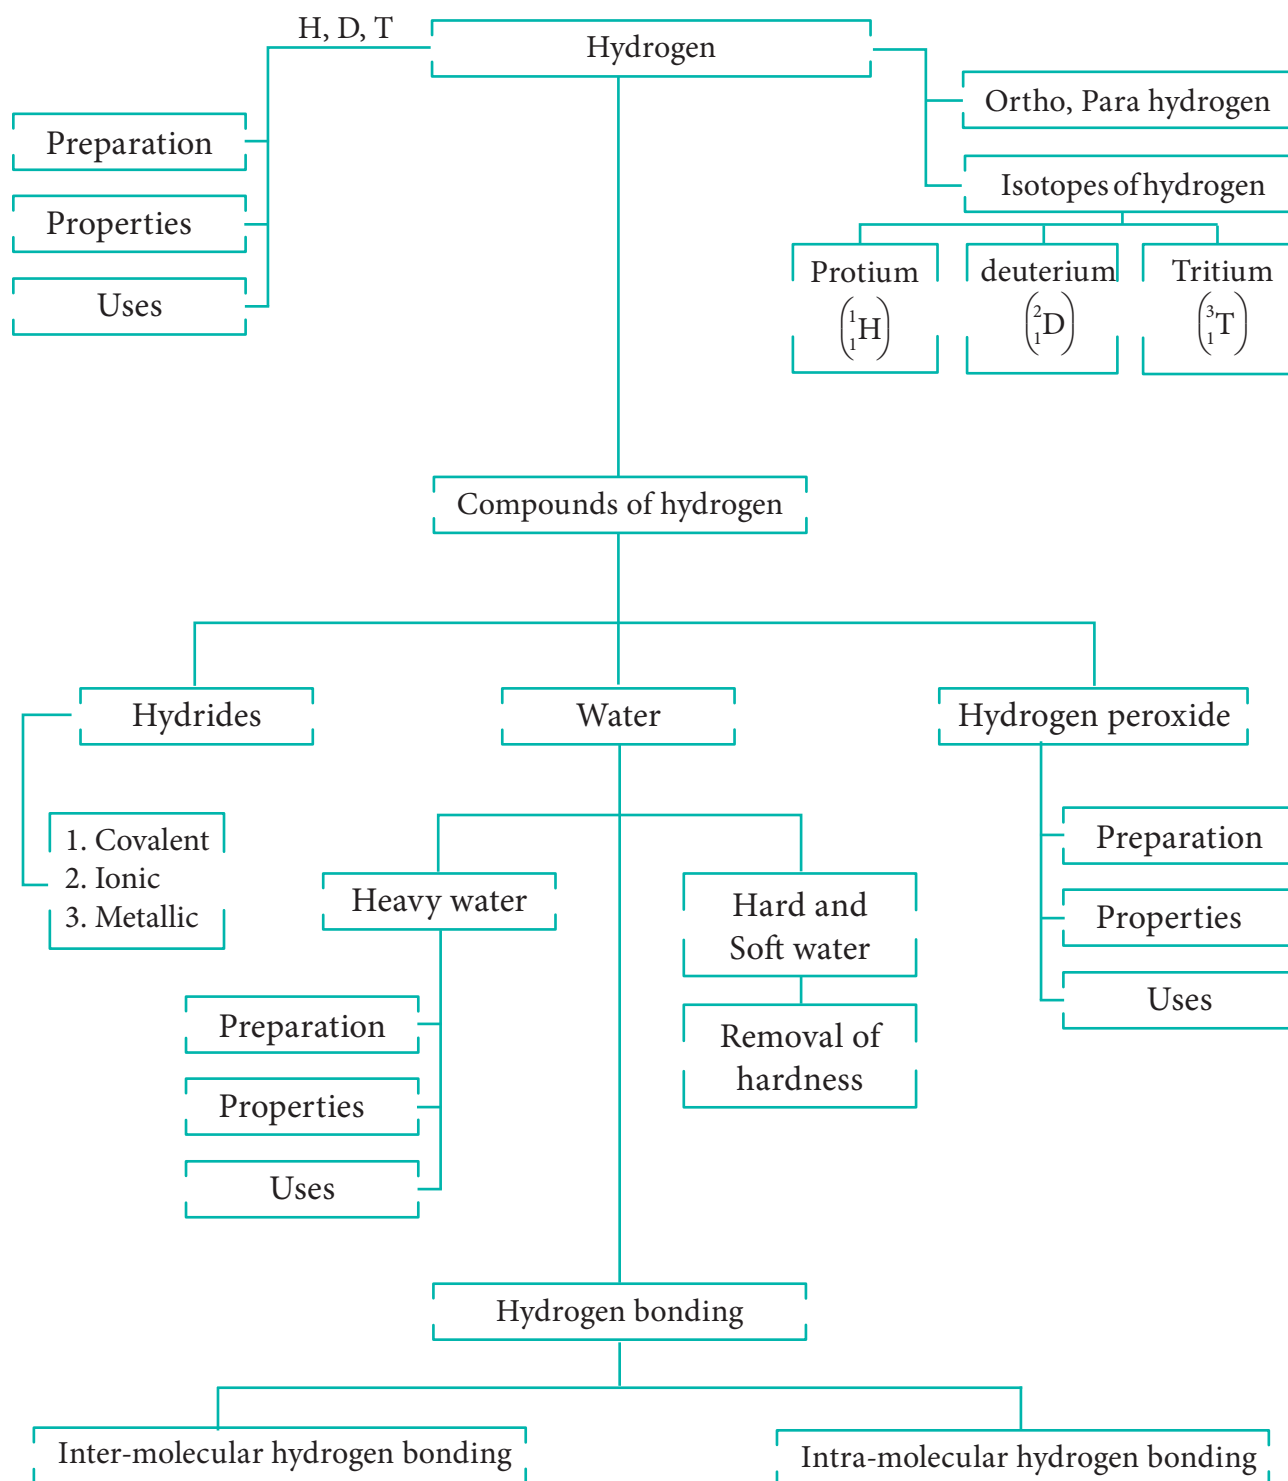 H, D, T
Hydrogen
Preparation
Properties
Uses
Ortho, Para hydrogen
Isotopes of hydrogen
Protium
(¹₁H)
deuterium
(²₁D)
Tritium
(³₁T)
Compounds of hydrogen
Hydrides
1. Covalent
2. Ionic
3. Metallic
Water
Heavy water
Preparation
Properties
Uses
Hard and
Soft water
Removal of
hardness
Hydrogen peroxide
Preparation
Properties
Uses
Hydrogen bonding
Inter-molecular hydrogen bonding
Intra-molecular hydrogen bonding